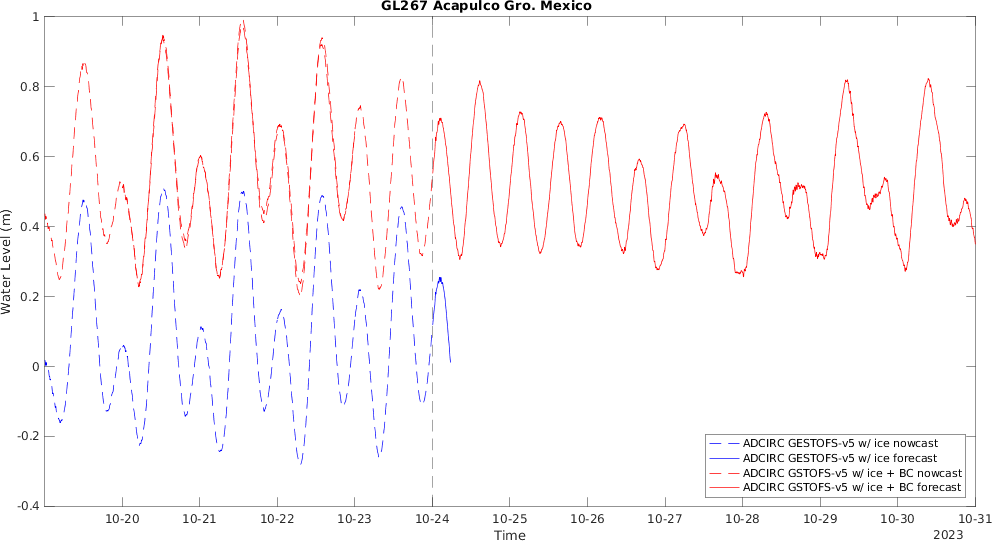 GL267 Acapulco Gro. Mexico
Water Level (m)
1
0.8
0.6
0.4
0.2
0
-0.2
-0.4
ADCIRC GESTOFS-v5 w/ ice nowcast
ADCIRC GESTOFS-v5 w/ ice forecast
ADCIRC GSTOFS-v5 w/ ice + BC nowcast
ADCIRC GSTOFS-v5 w/ ice + BC forecast
10-20 10-21 10-22 10-23 10-24 10-25 10-26 10-27 10-28 10-29 10-30 10-31
Time
2023